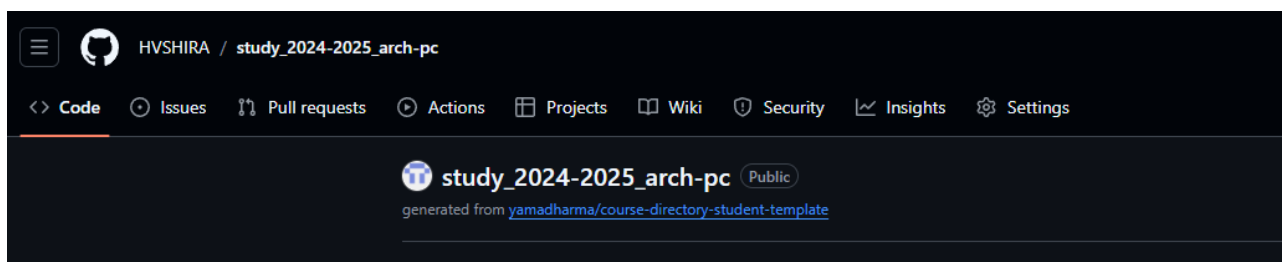 HVSHIRA / study_2024-2025_arch-pc
Code Issues Pull requests Actions Projects Wiki Security Insights Settings
study_2024-2025_arch-pc Public
generated from yamadharma/course-directory-student-template